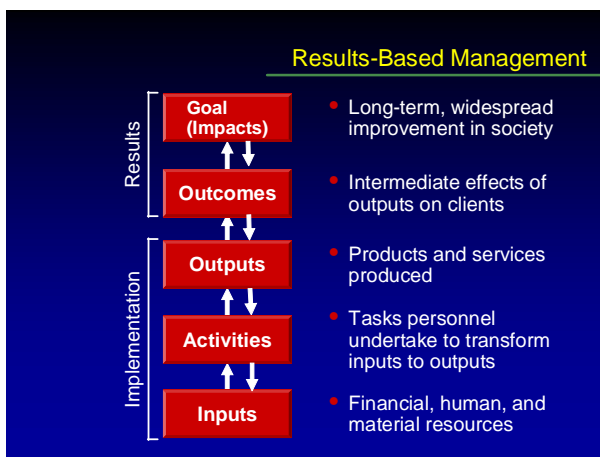 Results-Based Management
Results
Goal
(Impacts)
• Long-term, widespread
improvement in society
Outcomes
• Intermediate effects of
outputs on clients
Implementation
Outputs
• Products and services
produced
Activities
• Tasks personnel
undertake to transform
inputs to outputs
Inputs
• Financial, human, and
material resources